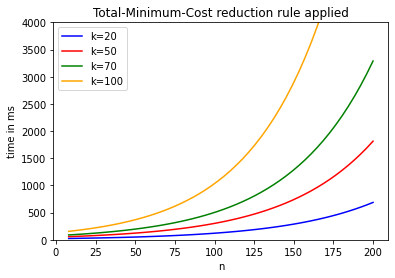 Total-Minimum-Cost reduction rule applied
k=20
k=50
k=70
k=100
4000
3500
3000
2500
2000
1500
1000
500
0
time in ms
0 25 50 75 100 125 150 175 200
n